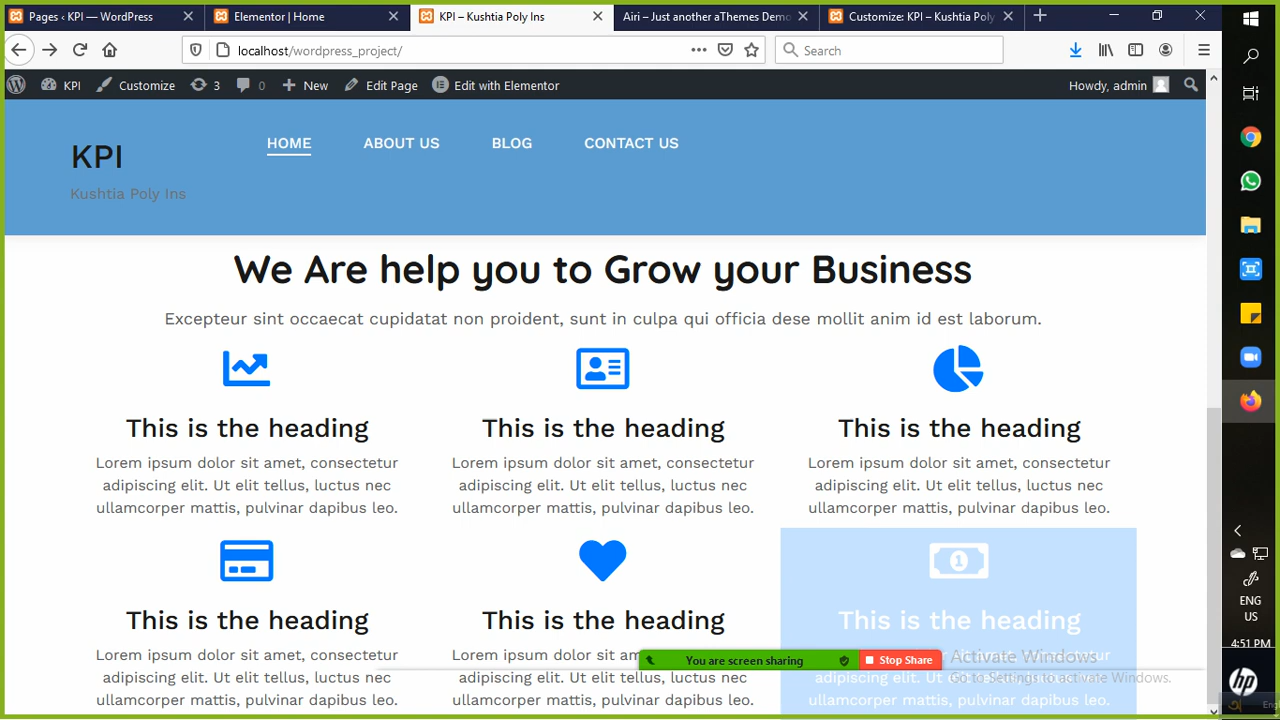 Pages ‹ KPI — WordPress
Elementor | Home
KPI – Kushtia Poly Ins
Airi – Just another aThemes Demo
Customize: KPI – Kushtia Poly
localhost/wordpress_project/
Search
KPI
Customize
3
0
New
Edit Page
Edit with Elementor
Howdy, admin
KPI
Kushtia Poly Ins
HOME
ABOUT US
BLOG
CONTACT US
We Are help you to Grow your Business
Excepteur sint occaecat cupidatat non proident, sunt in culpa qui officia dese mollit anim id est laborum.
This is the heading
Lorem ipsum dolor sit amet, consectetur
adipiscing elit. Ut elit tellus, luctus nec
ullamcorper mattis, pulvinar dapibus leo.
This is the heading
Lorem ipsum dolor sit amet, consectetur
adipiscing elit. Ut elit tellus, luctus nec
ullamcorper mattis, pulvinar dapibus leo.
This is the heading
Lorem ipsum dolor sit amet, consectetur
adipiscing elit. Ut elit tellus, luctus nec
ullamcorper mattis, pulvinar dapibus leo.
This is the heading
Lorem ipsum dolor sit amet, consectetur
adipiscing elit. Ut elit tellus, luctus nec
ullamcorper mattis, pulvinar dapibus leo.
This is the heading
Lorem ips
adipiscing elit. Ut elit tellus, luctus nec
ullamcorper mattis, pulvinar dapibus leo.
1
This is the heading
adipiscing elit. Ut elit tellus, luctus nec
ullamcorper mattis, pulvinar dapibus leo.
You are screen sharing
Stop Share
Activate Windows
Go to Settings to activate Windows.
ENG
US
4:51 PM
hp